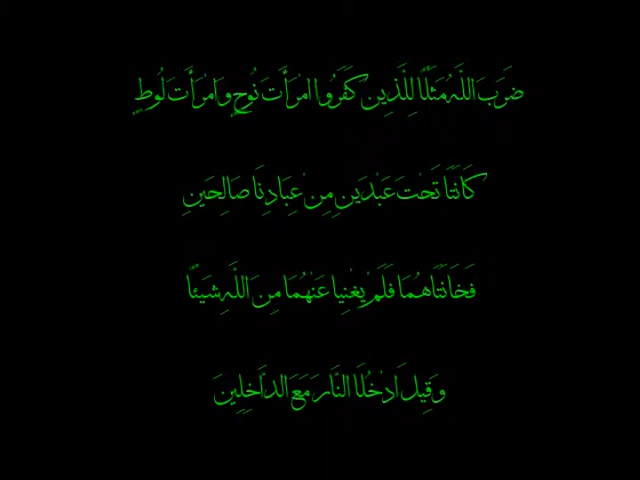 ضَرَبَ اللَّهُ مَثَلًا لِلَّذِينَ كَفَرُوا امْرَأَتَ نُوحٍ وَامْرَأَتَ لُوطٍ
كَانَتَا تَحْتَ عَبْدَيْنِ مِنْ عِبَادِنَا صَالِحَيْنِ
فَخَانَتَاهُمَا فَلَمْ يُغْنِيَا عَنْهُمَا مِنَ اللَّهِ شَيْئًا
وَقِيلَ ادْخُلَا النَّارَ مَعَ الدَّاخِلِينَ